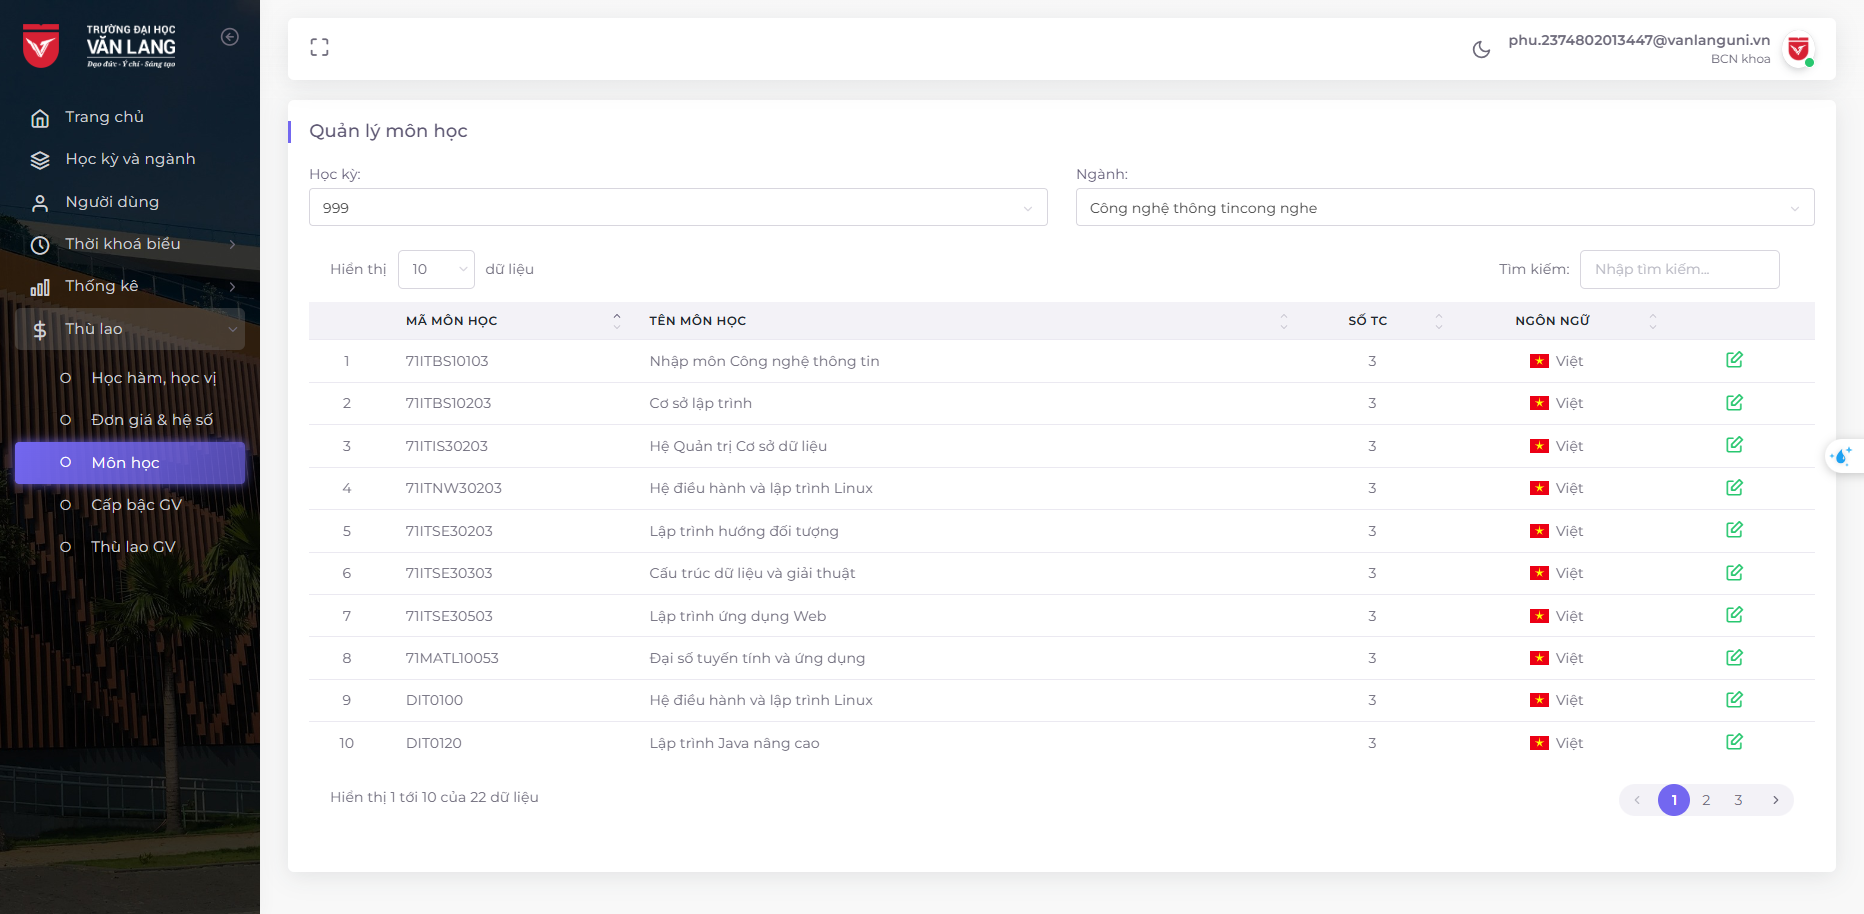 TRƯỜNG ĐẠI HỌC
VĂN LANG
Đạo đức - Ý chí - Sáng tạo
Trang chủ
Học kỳ và ngành
Người dùng
Thời khoá biểu
Thống kê
Thù lao
Học hàm, học vị
Đơn giá & hệ số
Môn học
Cấp bậc GV
Thù lao GV
phu.2374802013447@vanlanguni.vn
BCN khoa
Quản lý môn học
Học kỳ: Ngành:
999 Công nghệ thông tincong nghe
Hiển thị 10 dữ liệu Tìm kiếm: Nhập tìm kiếm...
MÃ MÔN HỌC TÊN MÔN HỌC SỐ TC NGÔN NGỮ
1 71ITBS10103 Nhập môn Công nghệ thông tin 3 Việt
2 71ITBS10203 Cơ sở lập trình 3 Việt
3 71ITIS30203 Hệ Quản trị Cơ sở dữ liệu 3 Việt
4 71ITNW30203 Hệ điều hành và lập trình Linux 3 Việt
5 71ITSE30203 Lập trình hướng đối tượng 3 Việt
6 71ITSE30303 Cấu trúc dữ liệu và giải thuật 3 Việt
7 71ITSE30503 Lập trình ứng dụng Web 3 Việt
8 71MATL10053 Đại số tuyến tính và ứng dụng 3 Việt
9 DIT0100 Hệ điều hành và lập trình Linux 3 Việt
10 DIT0120 Lập trình Java nâng cao 3 Việt
Hiển thị 1 tới 10 của 22 dữ liệu 1 2 3